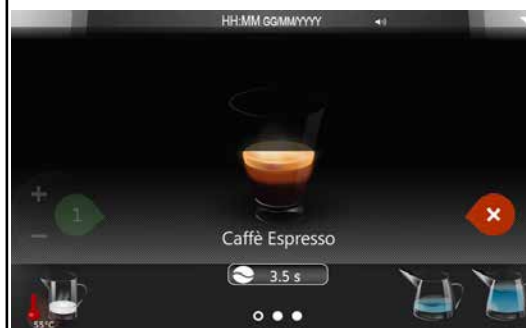 HH:MM GG/MM/YYYY
+
1
−
×
Caffè Espresso
3.5 s
55°C